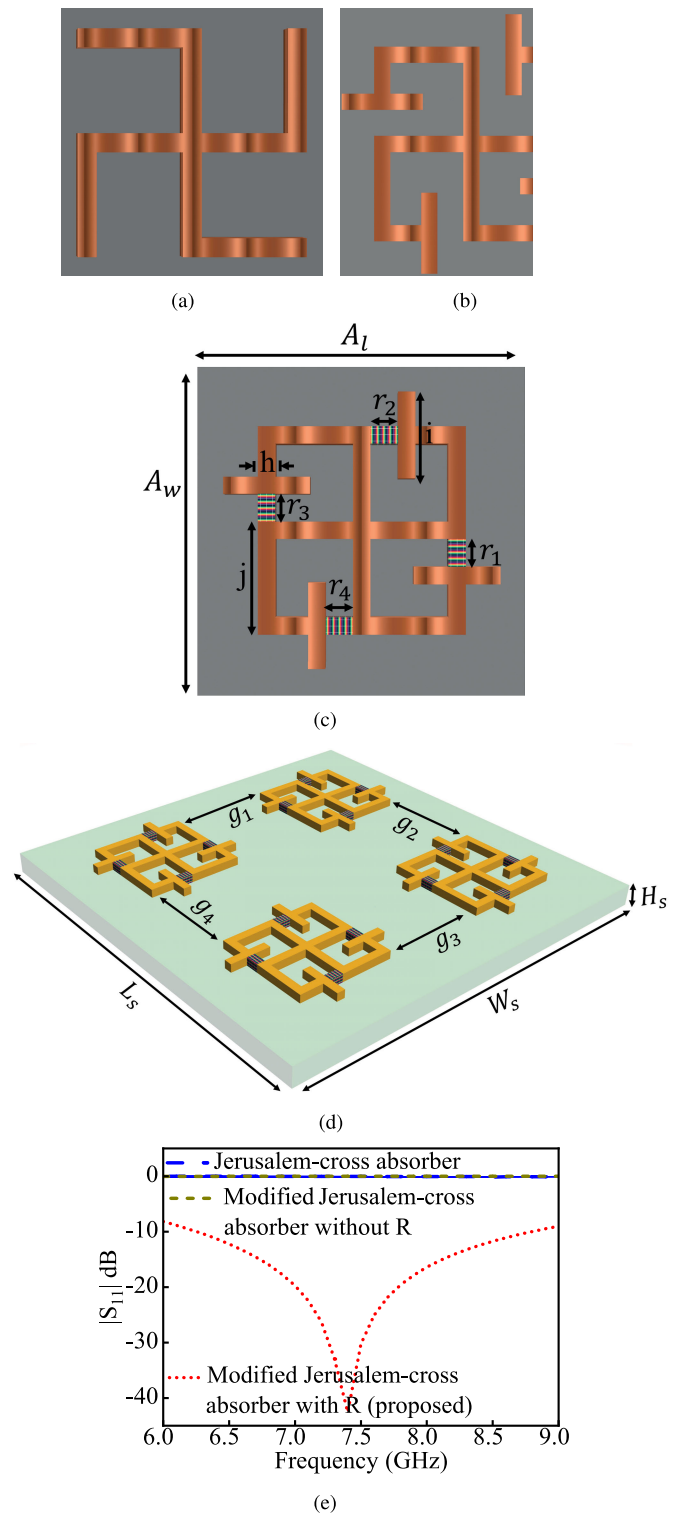 (a)
(b)
A_l
A_w
r_2
i
h
r_3
r_1
j
r_4
(c)
g_1
g_2
g_4
g_3
H_s
L_s
W_s
(d)
Jerusalem-cross absorber
Modified Jerusalem-cross
absorber without R
Modified Jerusalem-cross
absorber with R (proposed)
|S_11| dB
0
-10
-20
-30
-40
6.0 6.5 7.0 7.5 8.0 8.5 9.0
Frequency (GHz)
(e)